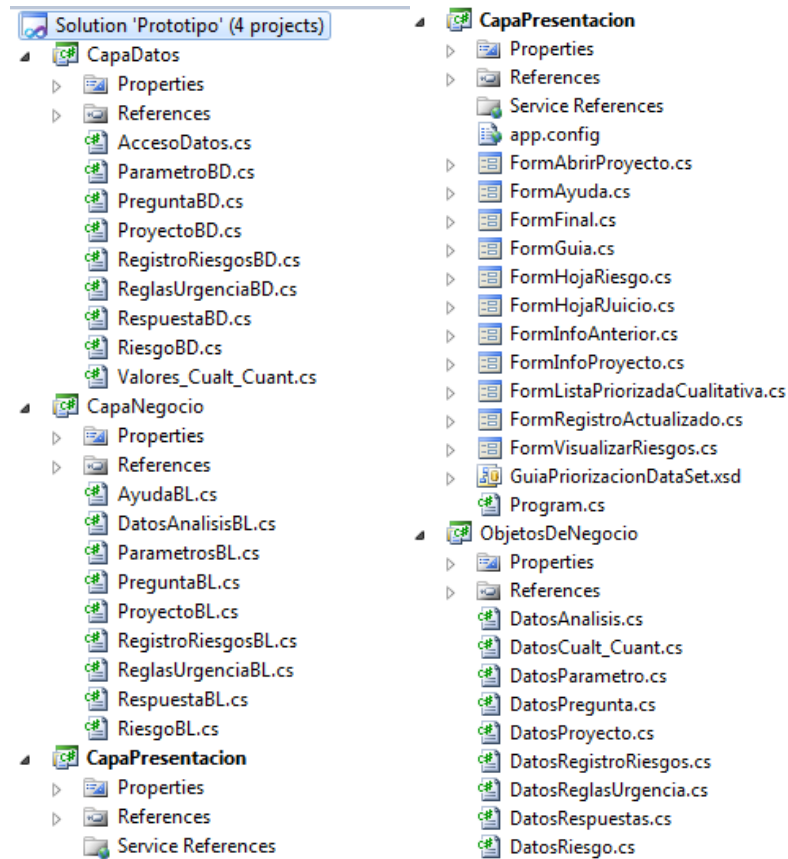 Solution 'Prototipo' (4 projects)
CapaDatos
Properties
References
AccesoDatos.cs
ParametroBD.cs
PreguntaBD.cs
ProyectoBD.cs
RegistroRiesgosBD.cs
ReglasUrgenciaBD.cs
RespuestaBD.cs
RiesgoBD.cs
Valores_Cualt_Cuant.cs
CapaNegocio
Properties
References
AyudaBL.cs
DatosAnalisisBL.cs
ParametrosBL.cs
PreguntaBL.cs
ProyectoBL.cs
RegistroRiesgosBL.cs
ReglasUrgenciaBL.cs
RespuestaBL.cs
RiesgoBL.cs
CapaPresentacion
Properties
References
Service References
CapaPresentacion
Properties
References
Service References
app.config
FormAbrirProyecto.cs
FormAyuda.cs
FormFinal.cs
FormGuia.cs
FormHojaRiesgo.cs
FormHojaRJuicio.cs
FormInfoAnterior.cs
FormInfoProyecto.cs
FormListaPriorizadaCualitativa.cs
FormRegistroActualizado.cs
FormVisualizarRiesgos.cs
GuiaPriorizacionDataSet.xsd
Program.cs
ObjetosDeNegocio
Properties
References
DatosAnalisis.cs
DatosCualt_Cuant.cs
DatosParametro.cs
DatosPregunta.cs
DatosProyecto.cs
DatosRegistroRiesgos.cs
DatosReglasUrgencia.cs
DatosRespuestas.cs
DatosRiesgo.cs